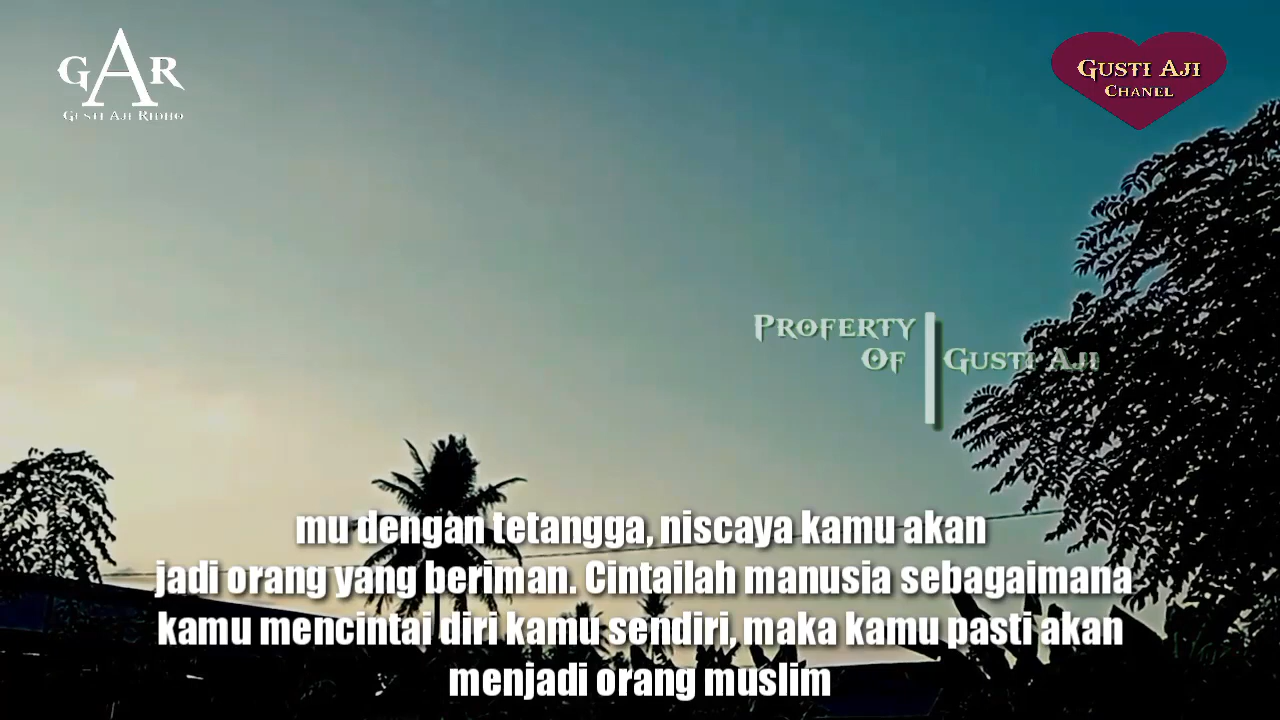 GAR
Gusti Aji Ridho
Gusti Aji
Chanel
Proferty
Of
Gusti Aji
mu dengan tetangga, niscaya kamu akan
jadi orang yang beriman. Cintailah manusia sebagaimana
kamu mencintai diri kamu sendiri, maka kamu pasti akan
menjadi orang muslim